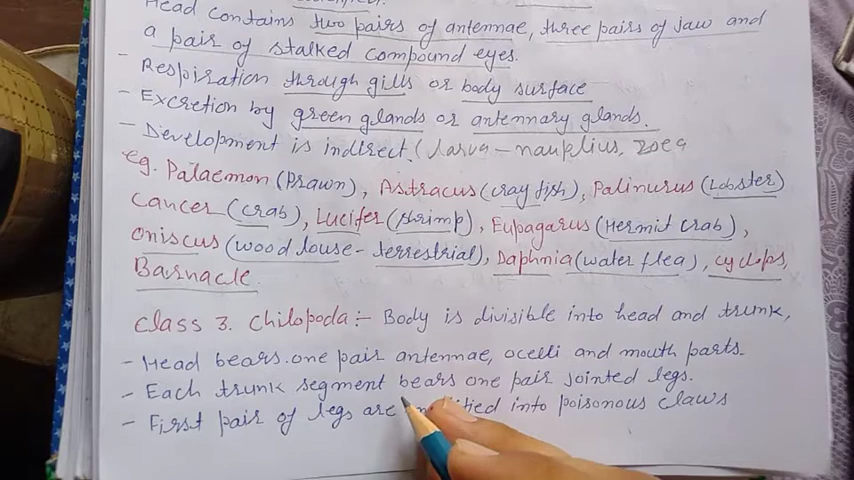 Head contains two pairs of antennae, three pairs of jaw and
a pair of stalked compound eyes.
- Respiration through gills or body surface
- Excretion by green glands or antennary glands.
- Development is indirect. (larva - nauplius, zoea
eg. Palaemon (Prawn), Astracus (cray fish), Palinurus (Lobster)
Cancer (crab), Lucifer (shrimp), Eupagarus (Hermit crab),
Oniscus (wood louse - terrestrial), Daphnia (water flea), cyclops,
Barnacle.
Class 3. Chilopoda :- Body is divisible into head and trunk,
- Head bears one pair antennae, ocelli and mouth parts.
- Each trunk segment bears one pair jointed legs.
- First pair of legs are into poisonous claws